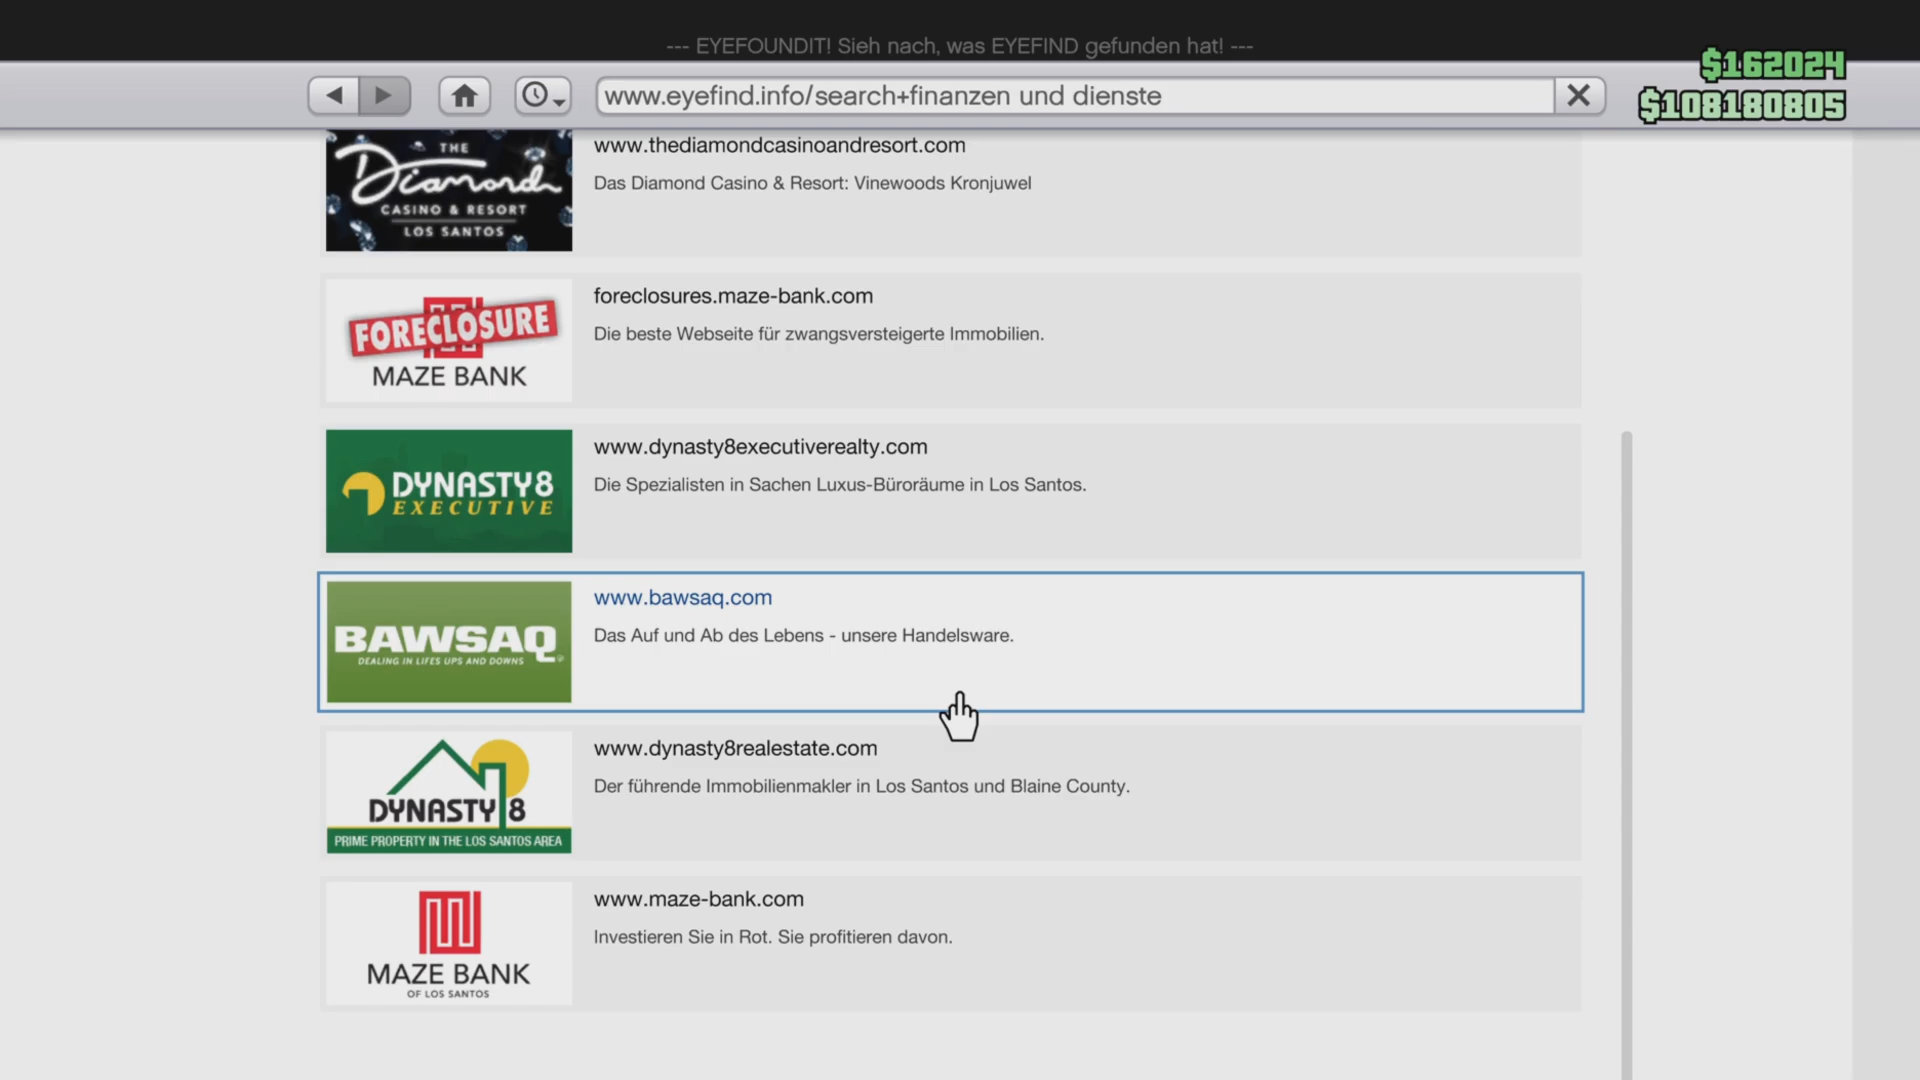 --- EYEFOUNDIT! Sieh nach, was EYEFIND gefunden hat! ---
$162024
www.eyefind.info/search+finanzen und dienste
$108180805
THE
Diamond
CASINO & RESORT
LOS SANTOS
www.thediamondcasinoandresort.com
Das Diamond Casino & Resort: Vinewoods Kronjuwel
FORECLOSURE
MAZE BANK
foreclosures.maze-bank.com
Die beste Webseite für zwangsversteigerte Immobilien.
DYNASTY8
EXECUTIVE
www.dynasty8executiverealty.com
Die Spezialisten in Sachen Luxus-Büroräume in Los Santos.
BAWSAQ
DEALING IN LIFES UPS AND DOWNS
www.bawsaq.com
Das Auf und Ab des Lebens - unsere Handelsware.
DYNASTY 8
PRIME PROPERTY IN THE LOS SANTOS AREA
www.dynasty8realestate.com
Der führende Immobilienmakler in Los Santos und Blaine County.
MAZE BANK
OF LOS SANTOS
www.maze-bank.com
Investieren Sie in Rot. Sie profitieren davon.